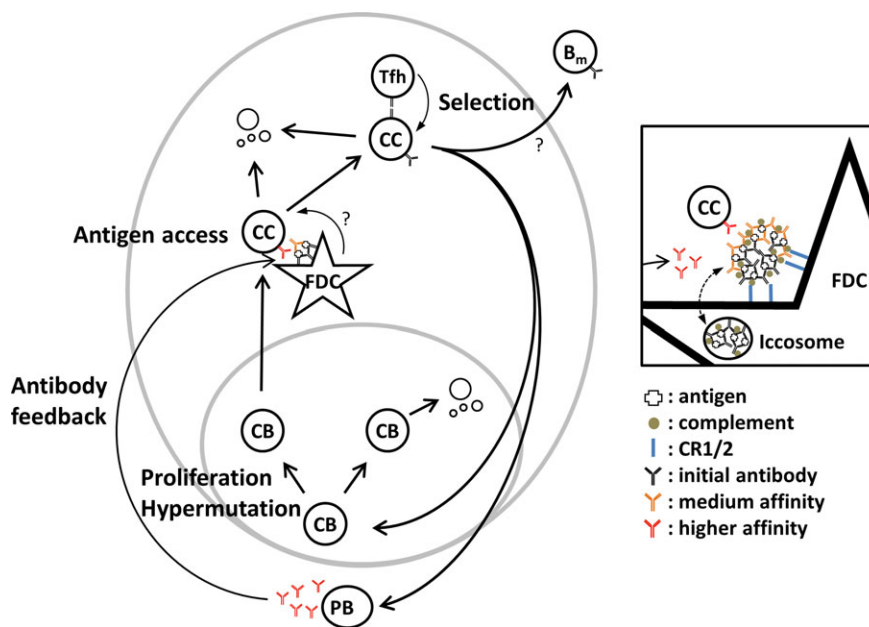 Tfh
Selection
B m
?
CC
Antigen access
CC
?
FDC
Antibody
feedback
CB
CB
Proliferation
Hypermutation
CB
PB
CC
FDC
Iccosome
: antigen
: complement
: CR1/2
: initial antibody
: medium affinity
: higher affinity